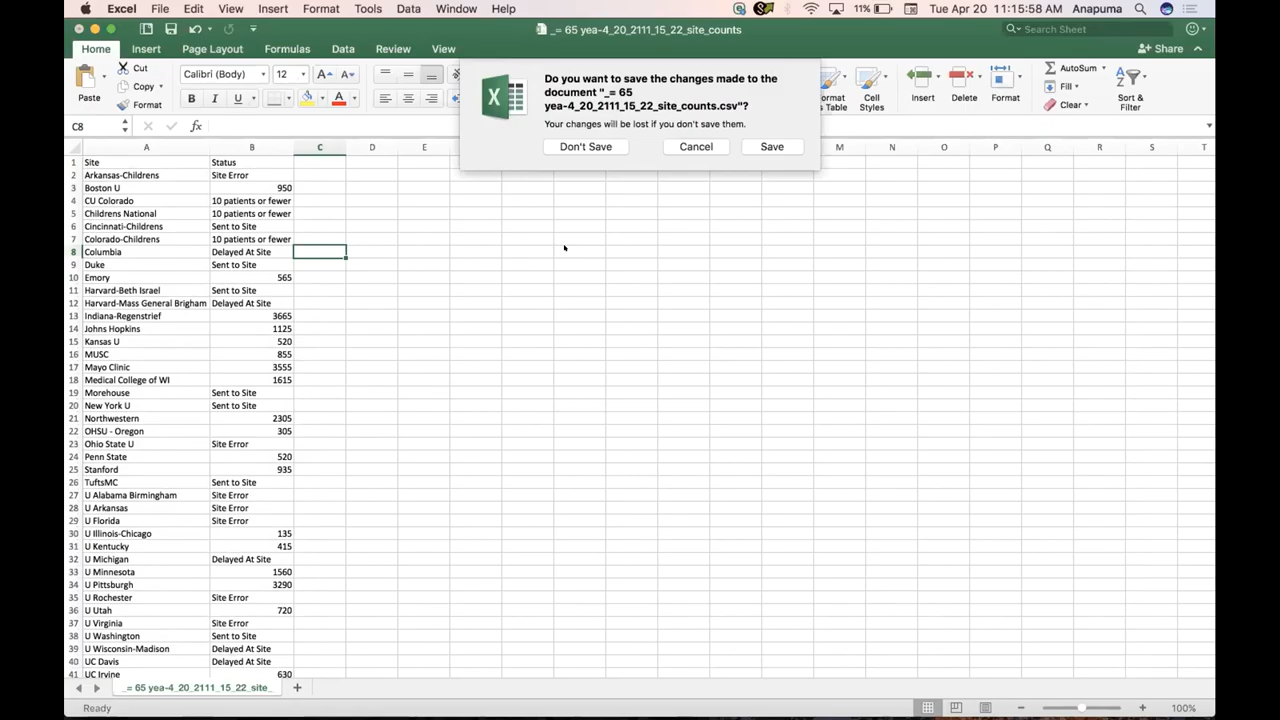 Excel File Edit View Insert Format Tools Data Window Help 11% Tue Apr 20 11:15:58 AM Anapuma
_= 65 yea-4_20_2111_15_22_site_counts
Search Sheet
Home Insert Page Layout Formulas Data Review View Share
Paste Cut Copy Format
Calibri (Body) 12
B I U
Cell Styles Insert Delete Format
AutoSum Fill Clear
Sort & Filter
Do you want to save the changes made to the
document "_= 65
yea-4_20_2111_15_22_site_counts.csv"?
Your changes will be lost if you don't save them.
Don't Save Cancel Save
C8 fx
A B C D E M N O P Q R S T
1 Site Status
2 Arkansas-Childrens Site Error
3 Boston U 950
4 CU Colorado 10 patients or fewer
5 Childrens National 10 patients or fewer
6 Cincinnati-Childrens Sent to Site
7 Colorado-Childrens 10 patients or fewer
8 Columbia Delayed At Site
9 Duke Sent to Site
10 Emory 565
11 Harvard-Beth Israel Sent to Site
12 Harvard-Mass General Brigham Delayed At Site
13 Indiana-Regenstrief 3665
14 Johns Hopkins 1125
15 Kansas U 520
16 MUSC 855
17 Mayo Clinic 3555
18 Medical College of WI 1615
19 Morehouse Sent to Site
20 New York U Sent to Site
21 Northwestern 2305
22 OHSU - Oregon 305
23 Ohio State U Site Error
24 Penn State 520
25 Stanford 935
26 TuftsMC Sent to Site
27 U Alabama Birmingham Site Error
28 U Arkansas Site Error
29 U Florida Site Error
30 U Illinois-Chicago 135
31 U Kentucky 415
32 U Michigan Delayed At Site
33 U Minnesota 1560
34 U Pittsburgh 3290
35 U Rochester Site Error
36 U Utah 720
37 U Virginia Site Error
38 U Washington Sent to Site
39 U Wisconsin-Madison Delayed At Site
40 UC Davis Delayed At Site
41 UC Irvine 630
_= 65 yea-4_20_2111_15_22_site_
Ready 100%